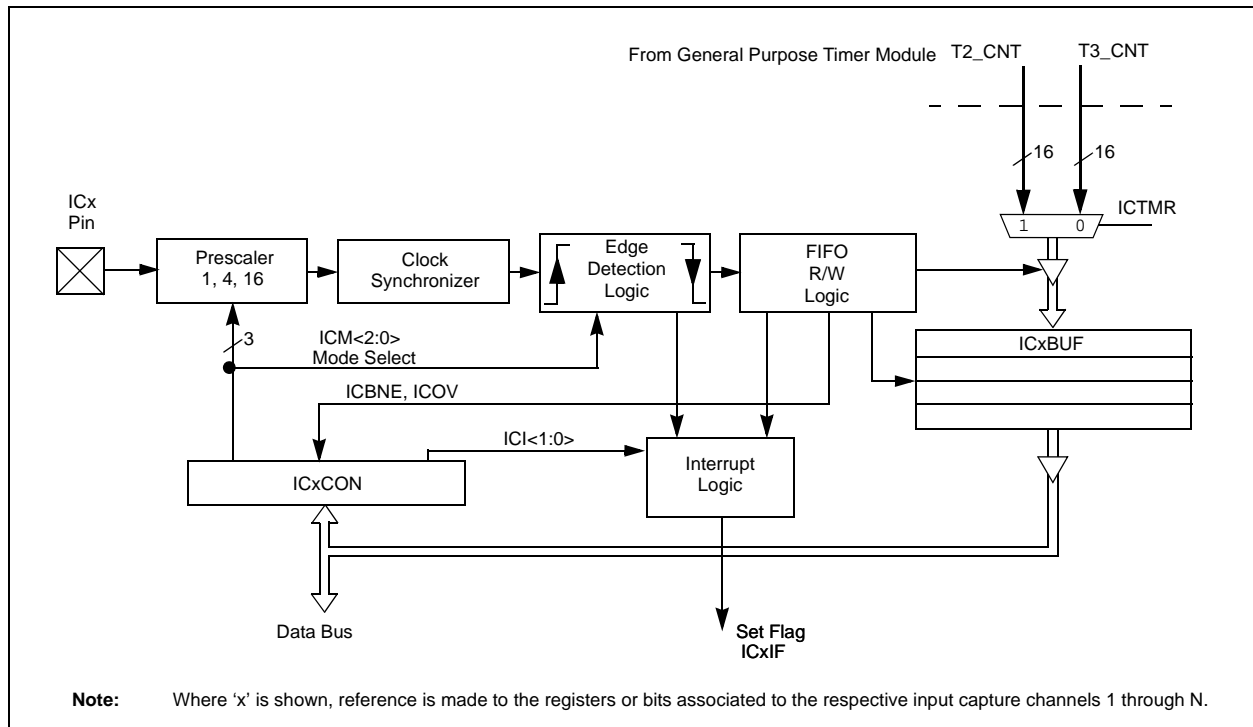 From General Purpose Timer Module T2_CNT T3_CNT
16 16
ICx
Pin
ICTMR
1 0
Prescaler
1, 4, 16
Clock
Synchronizer
Edge
Detection
Logic
FIFO
R/W
Logic
3
ICM<2:0>
Mode Select
ICxBUF
ICBNE, ICOV
ICI<1:0>
ICxCON
Interrupt
Logic
Data Bus
Set Flag
ICxIF
Note: Where ‘x’ is shown, reference is made to the registers or bits associated to the respective input capture channels 1 through N.